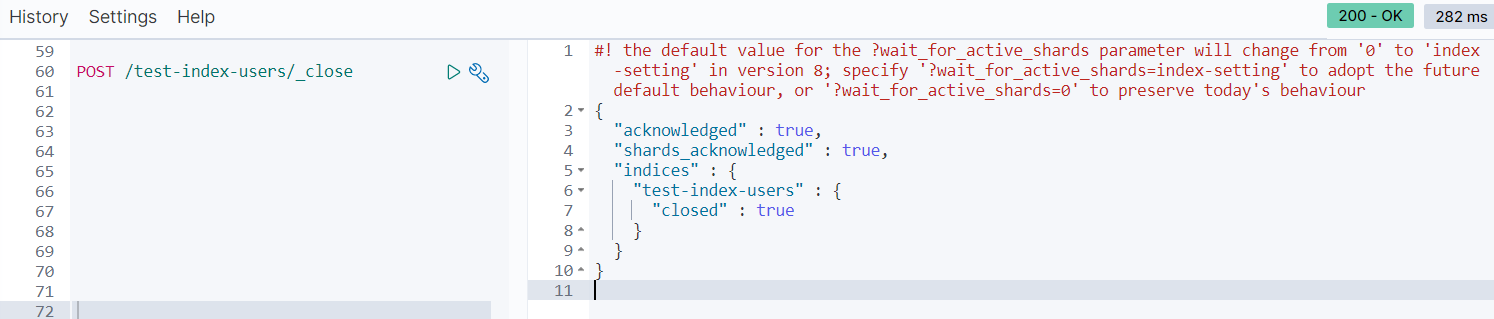 History Settings Help
200 - OK 282 ms
59
60 POST /test-index-users/_close
61
62
63
64
65
66
67
68
69
70
71
72
1 #! the default value for the ?wait_for_active_shards parameter will change from '0' to 'index
-setting' in version 8; specify '?wait_for_active_shards=index-setting' to adopt the future
default behaviour, or '?wait_for_active_shards=0' to preserve today's behaviour
2 {
3 "acknowledged" : true,
4 "shards_acknowledged" : true,
5 "indices" : {
6 "test-index-users" : {
7 "closed" : true
8 }
9 }
10 }
11